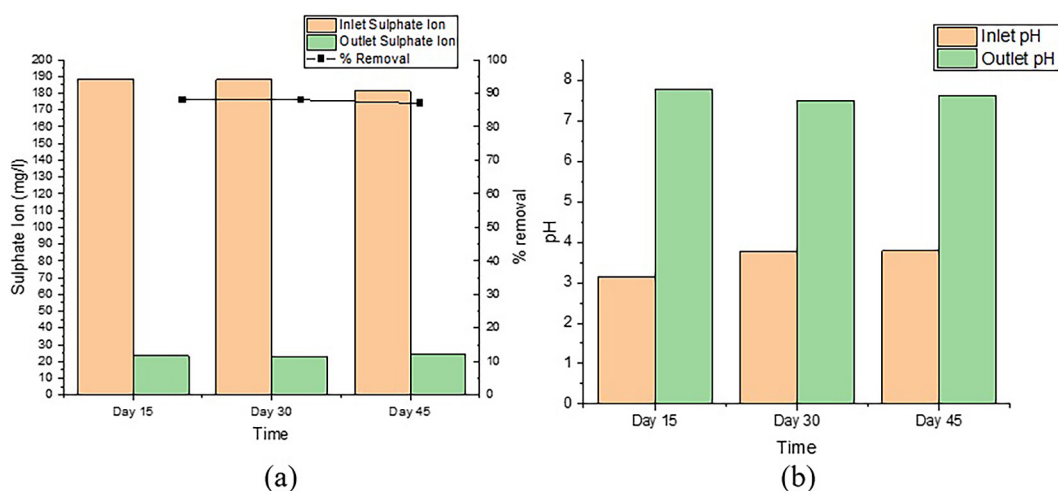 Inlet Sulphate Ion
Outlet Sulphate Ion
% Removal
200
190
180
170
160
150
140
130
120
110
100
90
80
70
60
50
40
30
20
10
0
Sulphate Ion (mg/l)
100
90
80
70
60
50
40
30
20
10
0
% removal
Day 15 Day 30 Day 45
Time
(a)
Inlet pH
Outlet pH
8
7
6
5
4
3
2
1
0
pH
Day 15 Day 30 Day 45
Time
(b)